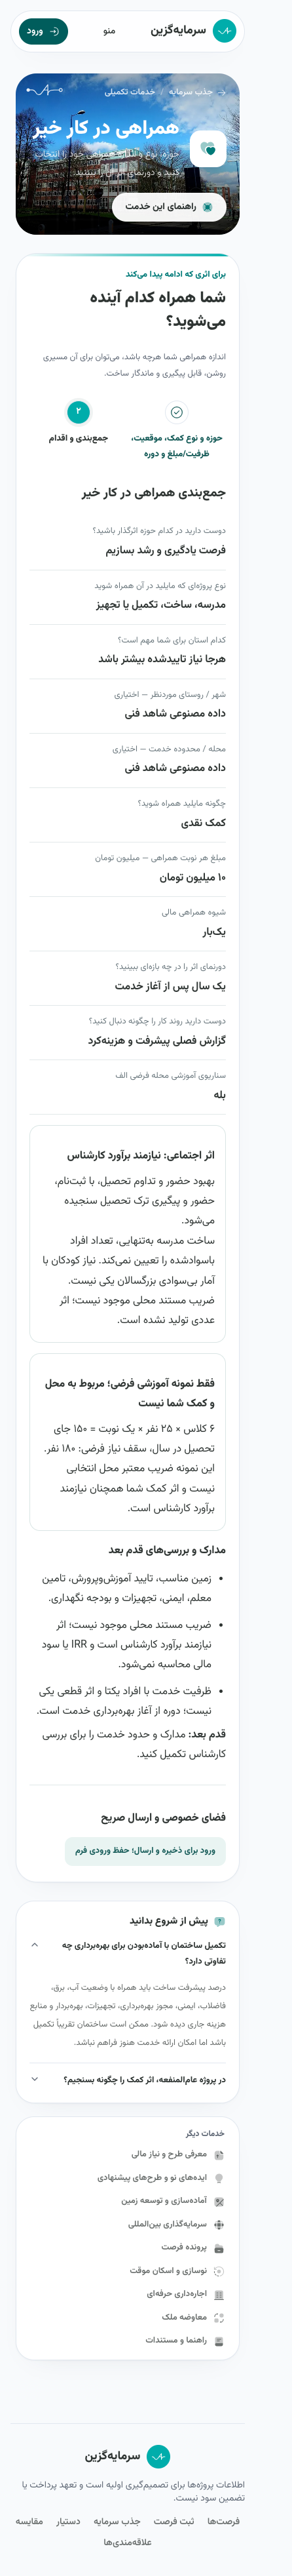 سرمایه‌گزین
منو
ورود
جذب سرمایه / خدمات تکمیلی
همراهی در کار خیر
حوزه، نوع و اندازه همراهی خود را انتخاب
کنید و دورنمای اثر آن را ببینید.
راهنمای این خدمت
برای اثری که ادامه پیدا می‌کند
شما همراه کدام آینده
می‌شوید؟
اندازه همراهی شما هرچه باشد، می‌توان برای آن مسیری
روشن، قابل پیگیری و ماندگار ساخت.
۲
حوزه و نوع کمک، موقعیت،
ظرفیت/مبلغ و دوره
جمع‌بندی و اقدام
جمع‌بندی همراهی در کار خیر
دوست دارید در کدام حوزه اثرگذار باشید؟
فرصت یادگیری و رشد بسازیم
نوع پروژه‌ای که مایلید در آن همراه شوید
مدرسه، ساخت، تکمیل یا تجهیز
کدام استان برای شما مهم است؟
هرجا نیاز تاییدشده بیشتر باشد
شهر / روستای موردنظر — اختیاری
داده مصنوعی شاهد فنی
محله / محدوده خدمت — اختیاری
داده مصنوعی شاهد فنی
چگونه مایلید همراه شوید؟
کمک نقدی
مبلغ هر نوبت همراهی — میلیون تومان
۱۰ میلیون تومان
شیوه همراهی مالی
یک‌بار
دورنمای اثر را در چه بازه‌ای ببینید؟
یک سال پس از آغاز خدمت
دوست دارید روند کار را چگونه دنبال کنید؟
گزارش فصلی پیشرفت و هزینه‌کرد
سناریوی آموزشی محله فرضی الف
بله
اثر اجتماعی: نیازمند برآورد کارشناس
بهبود حضور و تداوم تحصیل، با ثبت‌نام،
حضور و پیگیری ترک تحصیل سنجیده
می‌شود.
ساخت مدرسه به‌تنهایی، تعداد افراد
باسوادشده را تعیین نمی‌کند. نیاز کودکان با
آمار بی‌سوادی بزرگسالان یکی نیست.
ضریب مستند محلی موجود نیست؛ اثر
عددی تولید نشده است.
فقط نمونه آموزشی فرضی؛ مربوط به محل
و کمک شما نیست
۶ کلاس × ۲۵ نفر × یک نوبت = ۱۵۰ جای
تحصیل در سال، سقف نیاز فرضی: ۱۸۰ نفر.
این نمونه ضریب معتبر محل انتخابی
نیست و اثر کمک شما همچنان نیازمند
برآورد کارشناس است.
مدارک و بررسی‌های قدم بعد
• زمین مناسب، تایید آموزش‌وپرورش، تامین
معلم، ایمنی، تجهیزات و بودجه نگهداری.
• ضریب مستند محلی موجود نیست؛ اثر
نیازمند برآورد کارشناس است و IRR یا سود
مالی محاسبه نمی‌شود.
• ظرفیت خدمت با افراد یکتا و اثر قطعی یکی
نیست؛ دوره از آغاز بهره‌برداری خدمت است.
قدم بعد: مدارک و حدود خدمت را برای بررسی
کارشناس تکمیل کنید.
فضای خصوصی و ارسال صریح
ورود برای ذخیره و ارسال؛ حفظ ورودی فرم
پیش از شروع بدانید
تکمیل ساختمان با آماده‌بودن برای بهره‌برداری چه
تفاوتی دارد؟
درصد پیشرفت ساخت باید همراه با وضعیت آب، برق،
فاضلاب، ایمنی، مجوز بهره‌برداری، تجهیزات، بهره‌بردار و منابع
هزینه جاری دیده شود. ممکن است ساختمان تقریباً تکمیل
باشد اما امکان ارائه خدمت هنوز فراهم نباشد.
در پروژه عام‌المنفعه، اثر کمک را چگونه بسنجیم؟
خدمات دیگر
معرفی طرح و نیاز مالی
ایده‌های نو و طرح‌های پیشنهادی
آماده‌سازی و توسعه زمین
سرمایه‌گذاری بین‌المللی
پرونده فرصت
نوسازی و اسکان موقت
اجاره‌داری حرفه‌ای
معاوضه ملک
راهنما و مستندات
سرمایه‌گزین
اطلاعات پروژه‌ها برای تصمیم‌گیری اولیه است و تعهد پرداخت یا
تضمین سود نیست.
فرصت‌ها ثبت فرصت جذب سرمایه دستیار مقایسه
علاقه‌مندی‌ها